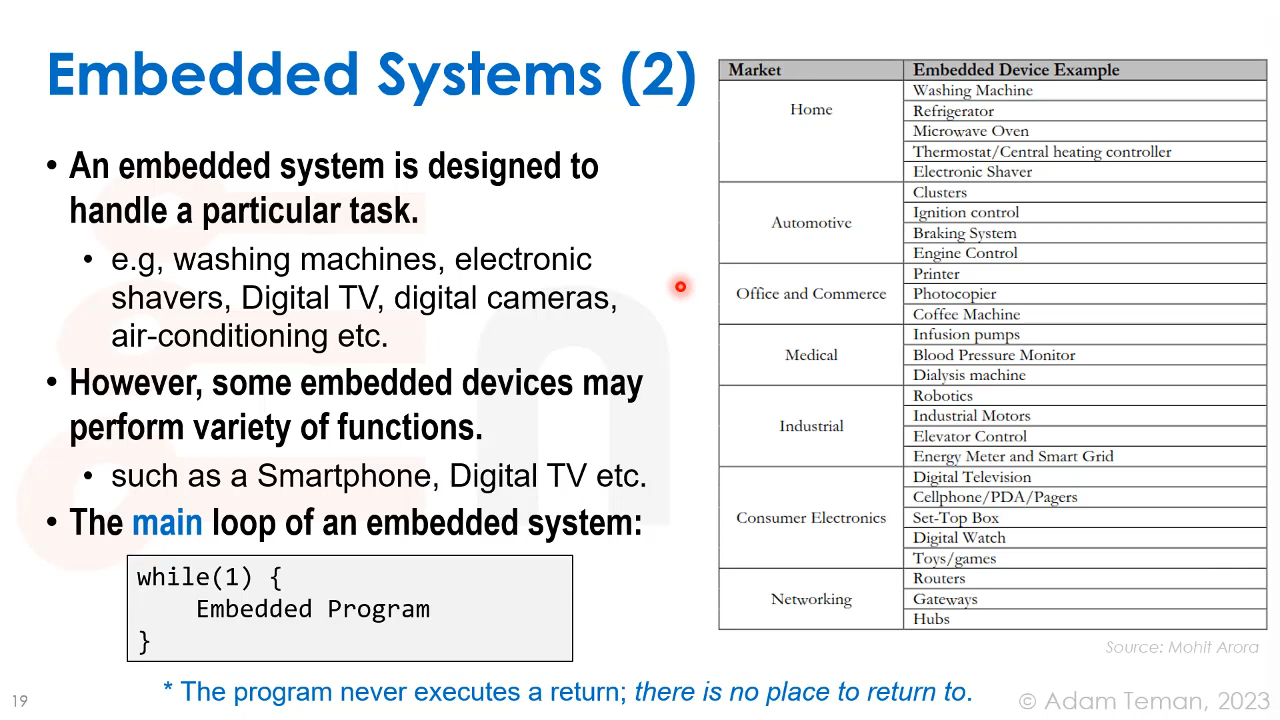 Embedded Systems (2)
• An embedded system is designed to
handle a particular task.
• e.g, washing machines, electronic
shavers, Digital TV, digital cameras,
air-conditioning etc.
• However, some embedded devices may
perform variety of functions.
• such as a Smartphone, Digital TV etc.
• The main loop of an embedded system:
while(1) {
Embedded Program
}
* The program never executes a return; there is no place to return to.
Market Embedded Device Example
Home
Washing Machine
Refrigerator
Microwave Oven
Thermostat/Central heating controller
Electronic Shaver
Automotive
Clusters
Ignition control
Braking System
Engine Control
Office and Commerce
Printer
Photocopier
Coffee Machine
Medical
Infusion pumps
Blood Pressure Monitor
Dialysis machine
Industrial
Robotics
Industrial Motors
Elevator Control
Energy Meter and Smart Grid
Consumer Electronics
Digital Television
Cellphone/PDA/Pagers
Set-Top Box
Digital Watch
Toys/games
Networking
Routers
Gateways
Hubs
Source: Mohit Arora
19
© Adam Teman, 2023